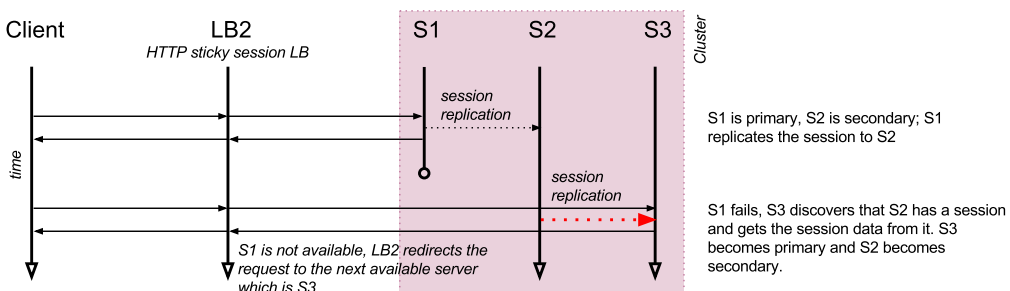 Client
LB2
S1
S2
S3
HTTP sticky session LB
Cluster
session
replication
S1 is primary, S2 is secondary; S1
replicates the session to S2
time
session
replication
S1 fails, S3 discovers that S2 has a session
and gets the session data from it. S3
becomes primary and S2 becomes
secondary.
S1 is not available, LB2 redirects the
request to the next available server
which is S3